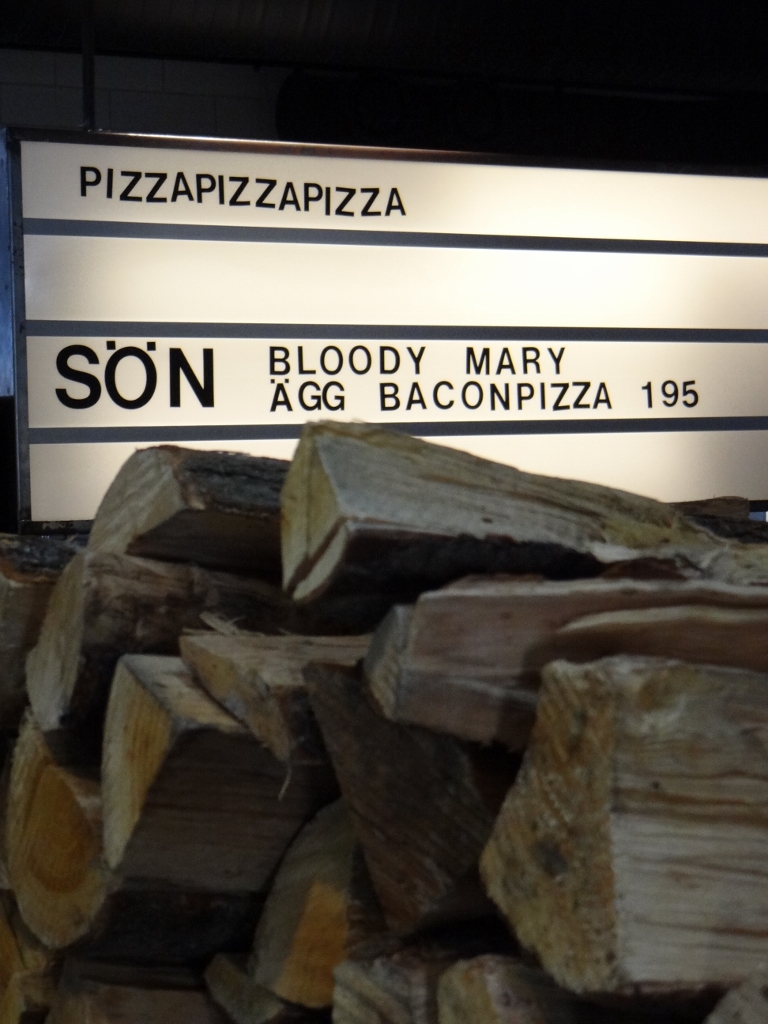 PIZZAPIZZAPIZZA
SÖN BLOODY MARY
ÄGG BACONPIZZA 195